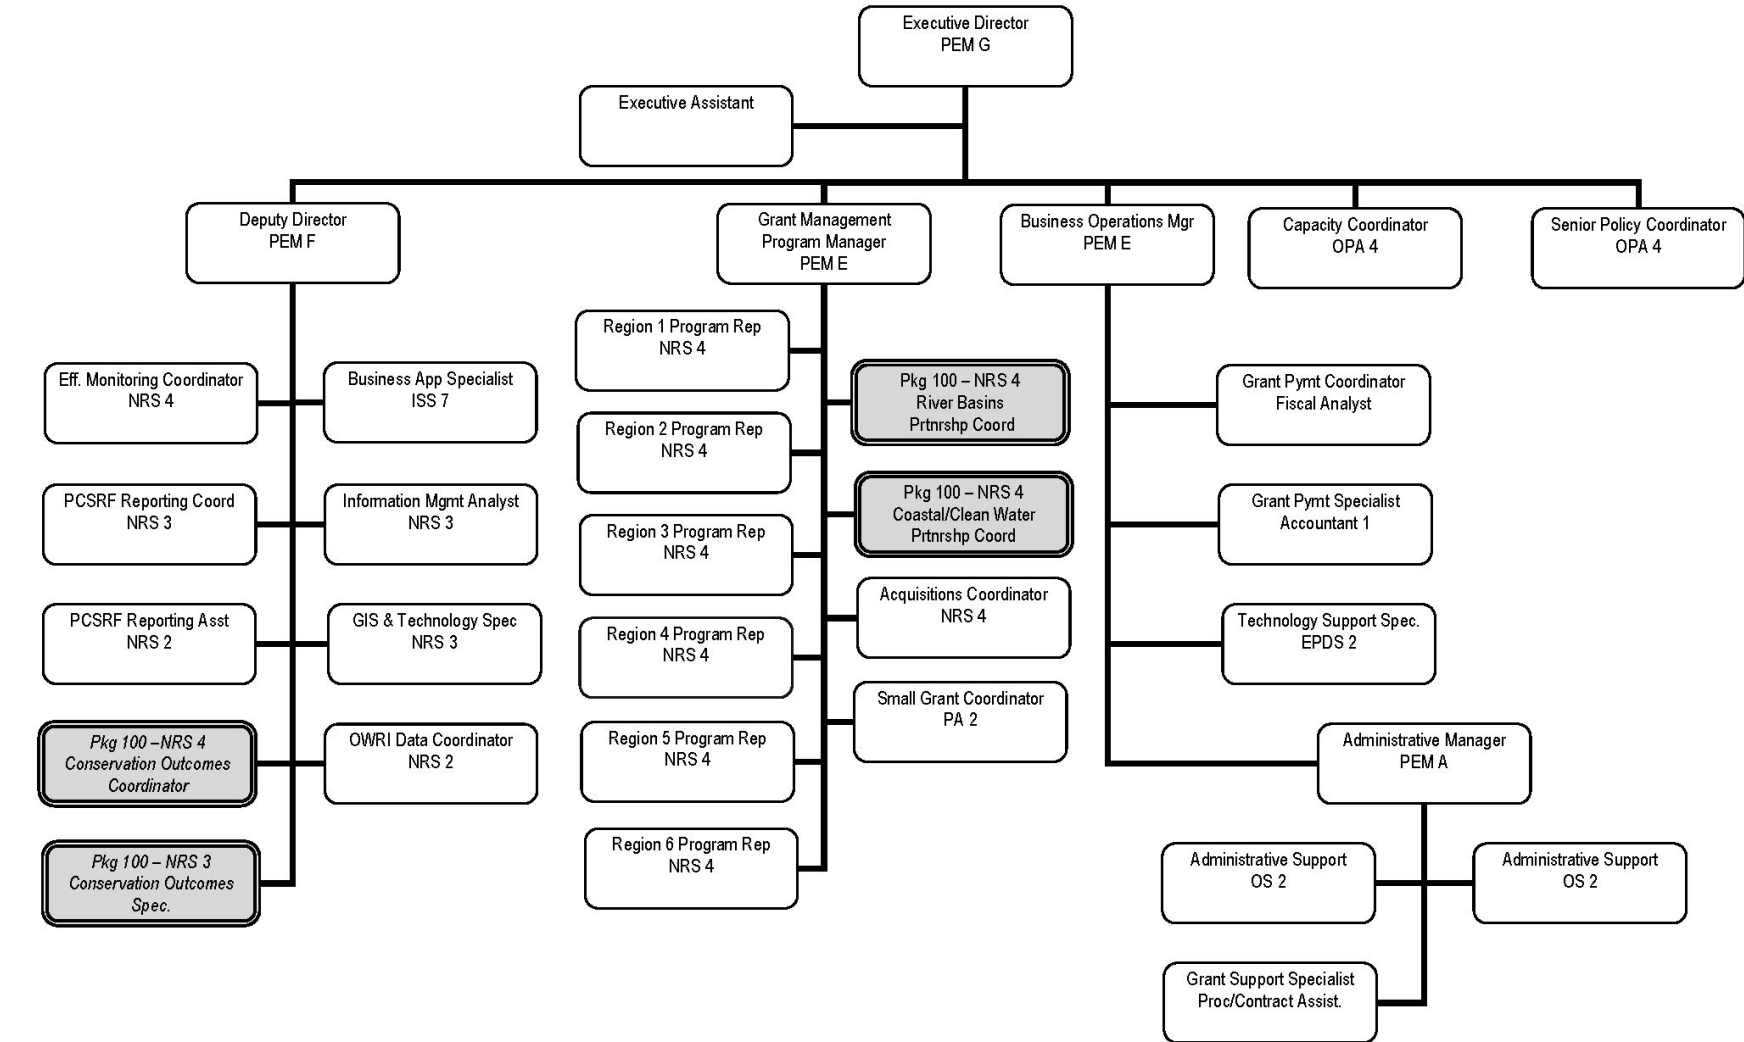 Executive Director
PEM G
Executive Assistant
Deputy Director
PEM F
Grant Management
Program Manager
PEM E
Business Operations Mgr
PEM E
Capacity Coordinator
OPA 4
Senior Policy Coordinator
OPA 4
Eff. Monitoring Coordinator
NRS 4
Business App Specialist
ISS 7
PCSRF Reporting Coord
NRS 3
Information Mgmt Analyst
NRS 3
PCSRF Reporting Asst
NRS 2
GIS & Technology Spec
NRS 3
Pkg 100 –NRS 4
Conservation Outcomes
Coordinator
OWRI Data Coordinator
NRS 2
Pkg 100 – NRS 3
Conservation Outcomes
Spec.
Region 1 Program Rep
NRS 4
Region 2 Program Rep
NRS 4
Region 3 Program Rep
NRS 4
Region 4 Program Rep
NRS 4
Region 5 Program Rep
NRS 4
Region 6 Program Rep
NRS 4
Pkg 100 – NRS 4
River Basins
Prtnrshp Coord
Pkg 100 – NRS 4
Coastal/Clean Water
Prtnrshp Coord
Acquisitions Coordinator
NRS 4
Small Grant Coordinator
PA 2
Grant Pymt Coordinator
Fiscal Analyst
Grant Pymt Specialist
Accountant 1
Technology Support Spec.
EPDS 2
Administrative Manager
PEM A
Administrative Support
OS 2
Administrative Support
OS 2
Grant Support Specialist
Proc/Contract Assist.